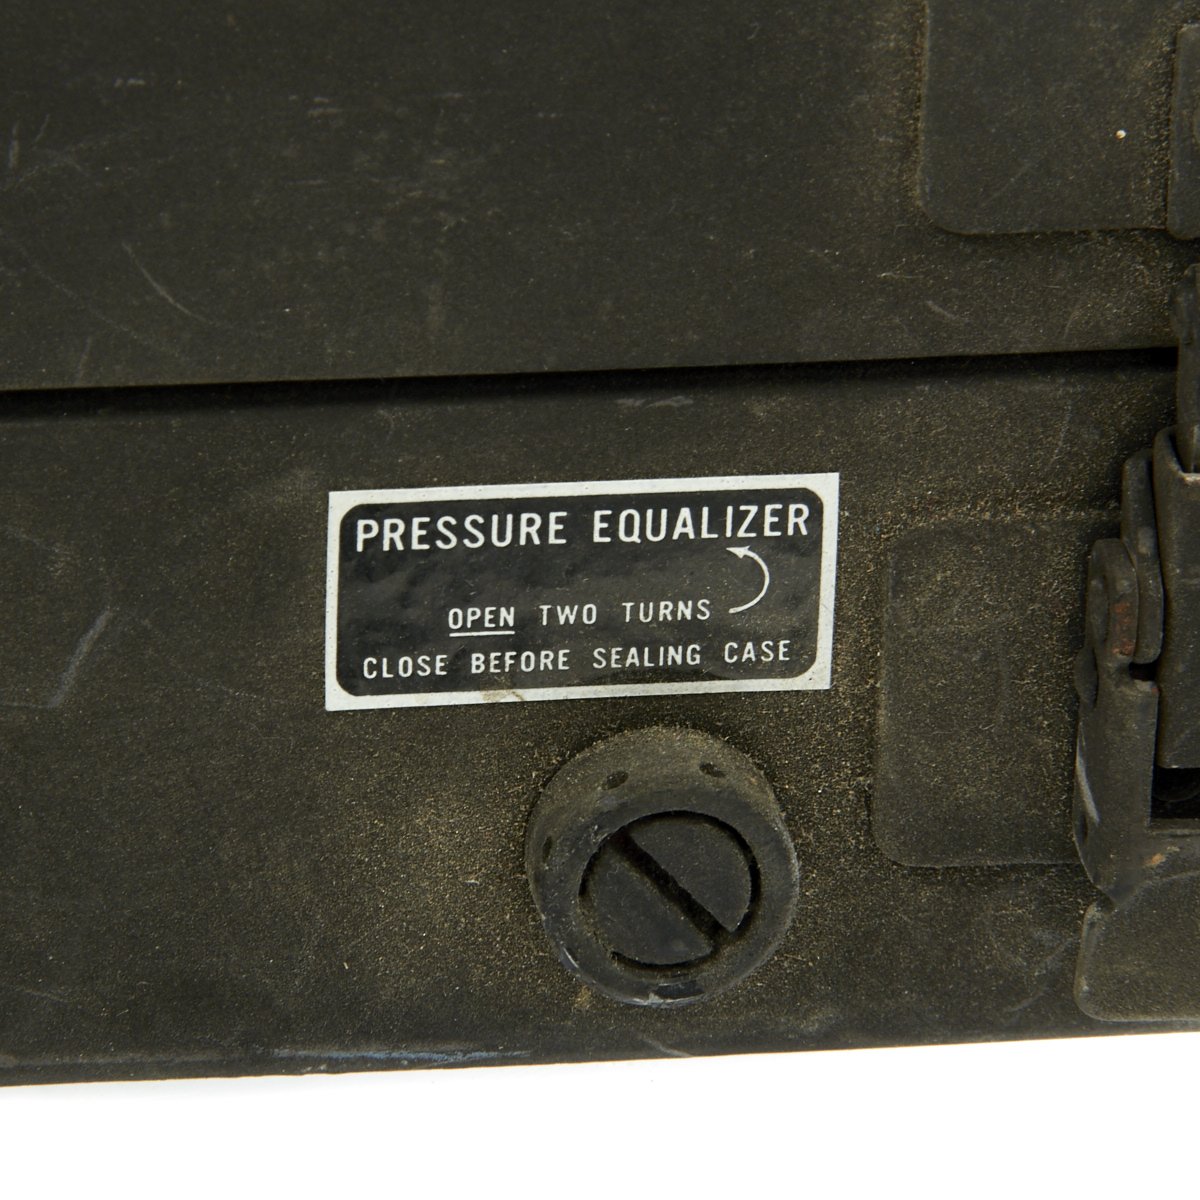 PRESSURE EQUALIZER
OPEN TWO TURNS
CLOSE BEFORE SEALING CASE